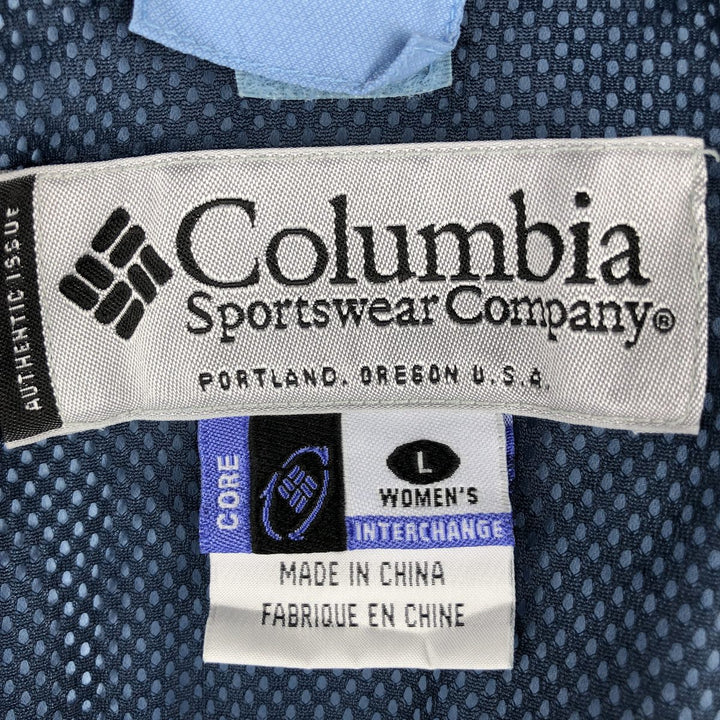 AUTHENTIC ISSUE
Columbia
Sportswear Company®
PORTLAND, OREGON U.S.A.
CORE
L
WOMEN'S
INTERCHANGE
MADE IN CHINA
FABRIQUE EN CHINE